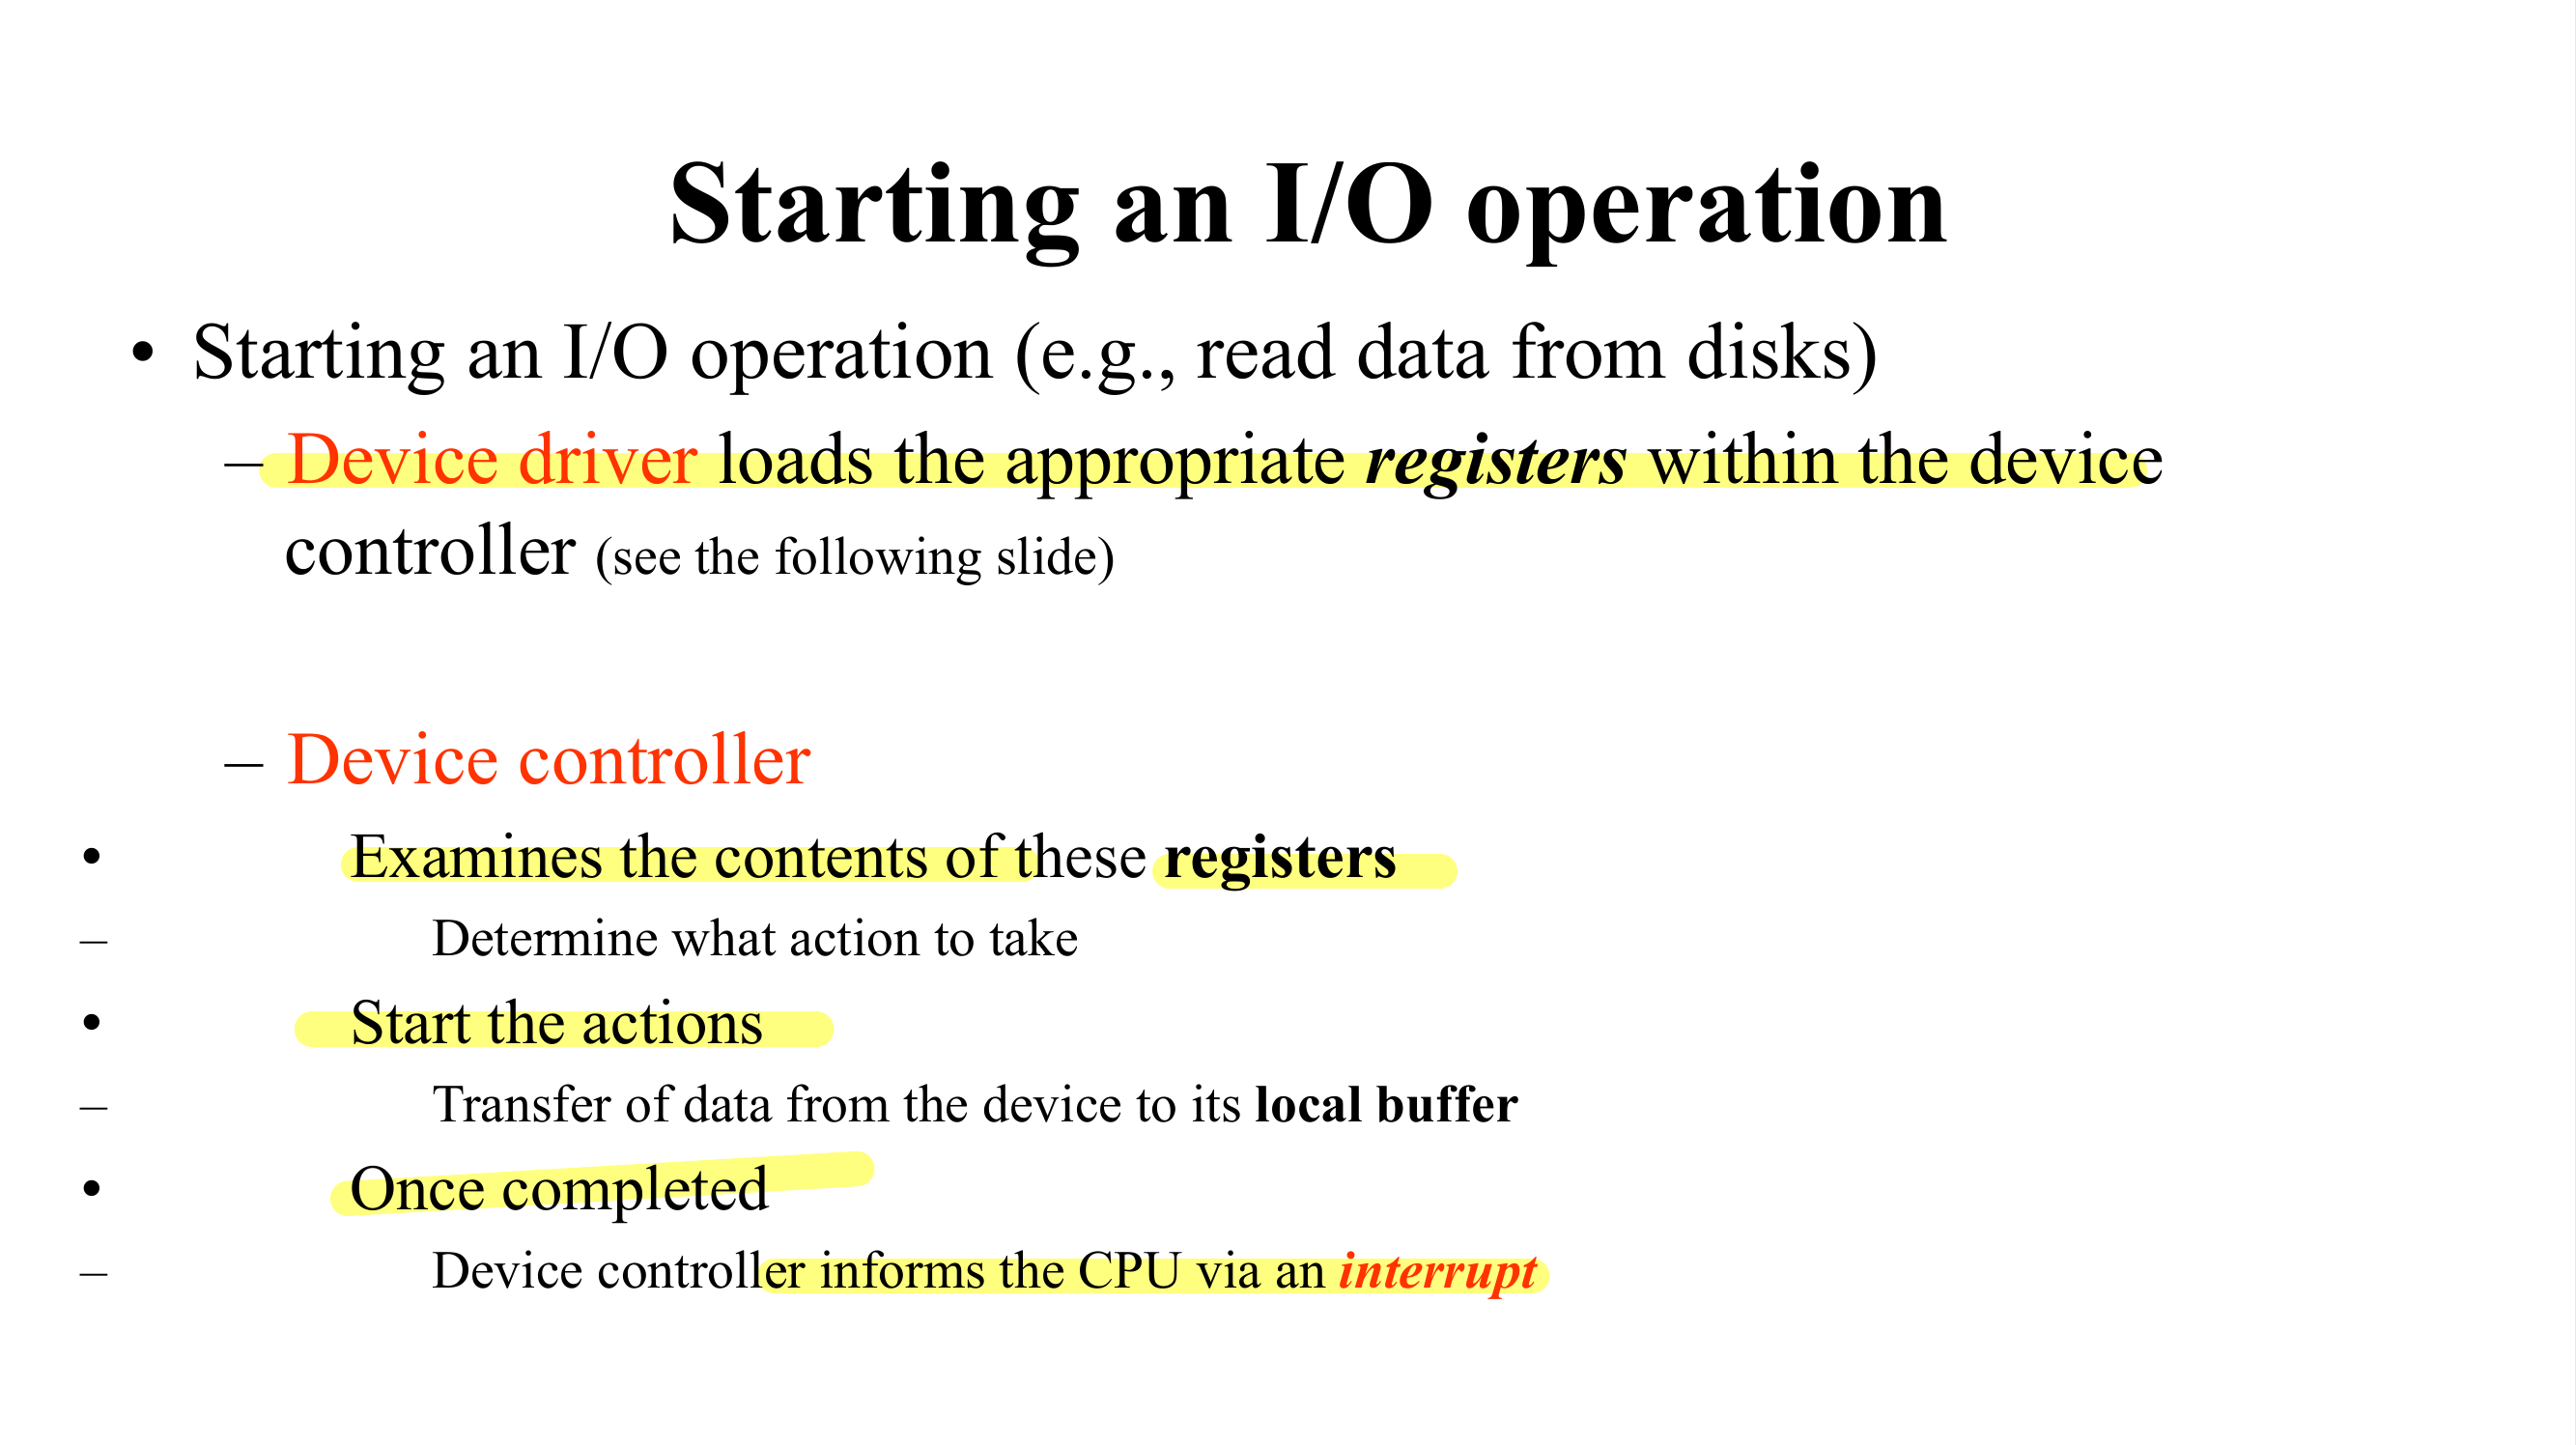 Starting an I/O operation
• Starting an I/O operation (e.g., read data from disks)
– Device driver loads the appropriate registers within the device
controller (see the following slide)
– Device controller
• Examines the contents of these registers
– Determine what action to take
• Start the actions
– Transfer of data from the device to its local buffer
• Once completed
– Device controller informs the CPU via an interrupt